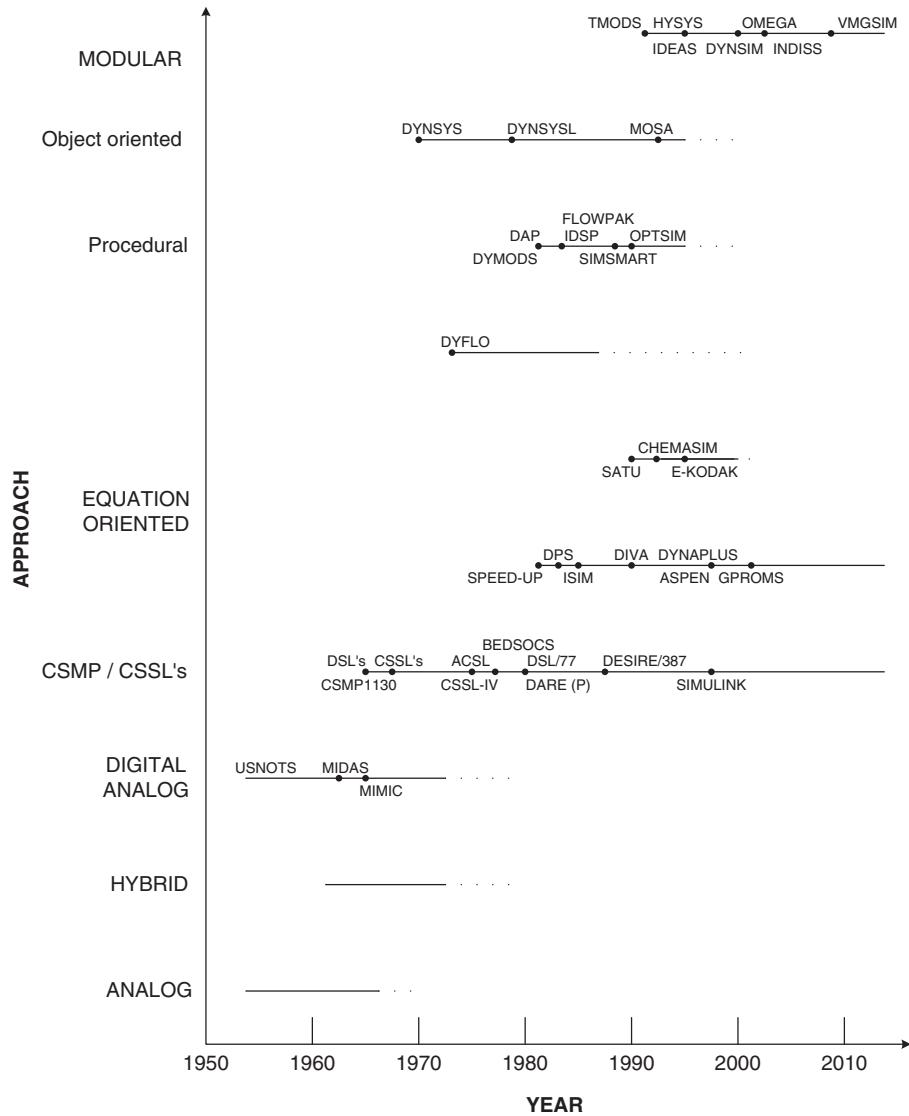 TMODS HYSYS OMEGA VMGSIM
IDEAS DYNSIM INDISS
MODULAR
Object oriented
DYNSYS DYNSYSL MOSA
FLOWPAK
DAP IDSP OPTSIM
Procedural
DYMODS SIMSMART
DYFLO
CHEMASIM
SATU E-KODAK
EQUATION
ORIENTED
APPROACH
DPS DIVA DYNAPLUS
SPEED-UP ISIM ASPEN GPROMS
BEDSOCS
DSL's CSSL's ACSL DSL/77 DESIRE/387
CSMP / CSSL's
CSMP1130 CSSL-IV DARE (P) SIMULINK
DIGITAL
ANALOG
USNOTS MIDAS
MIMIC
HYBRID
ANALOG
1950 1960 1970 1980 1990 2000 2010
YEAR